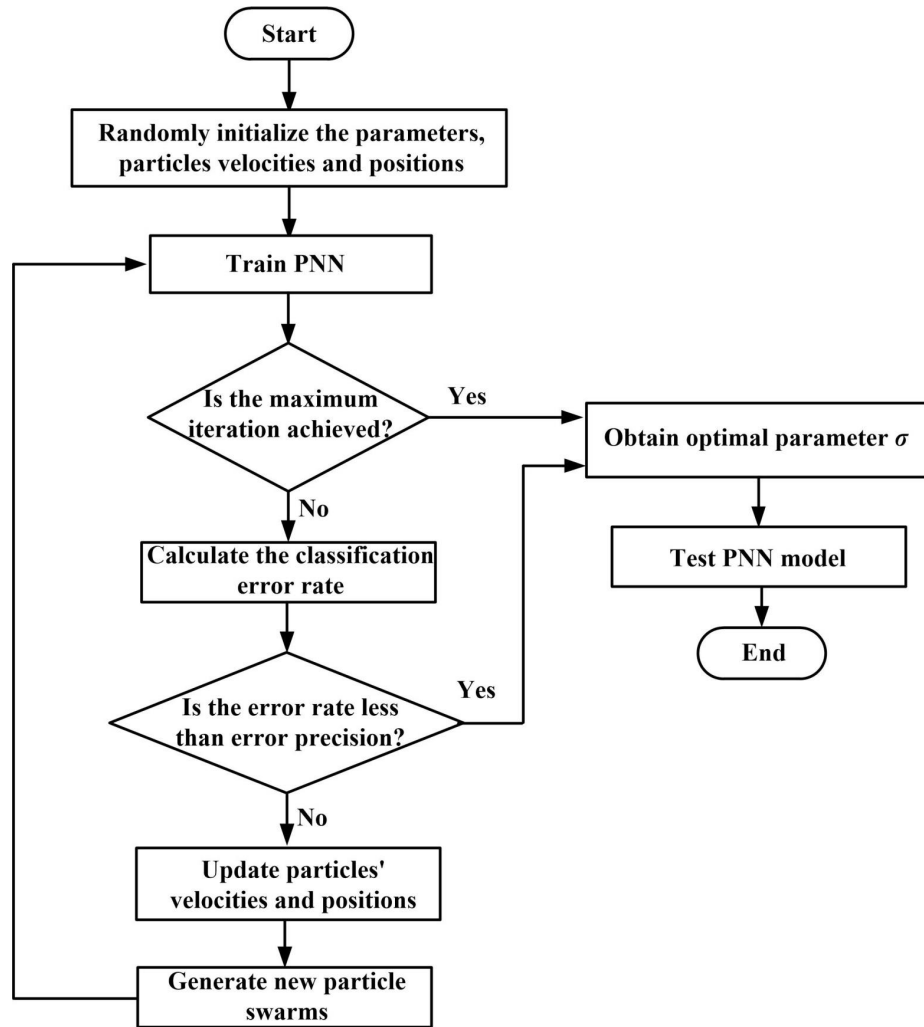 Start
Randomly initialize the parameters,
particles velocities and positions
Train PNN
Is the maximum
iteration achieved?
Yes
Obtain optimal parameter σ
No
Calculate the classification
error rate
Test PNN model
End
Is the error rate less
than error precision?
Yes
No
Update particles'
velocities and positions
Generate new particle
swarms